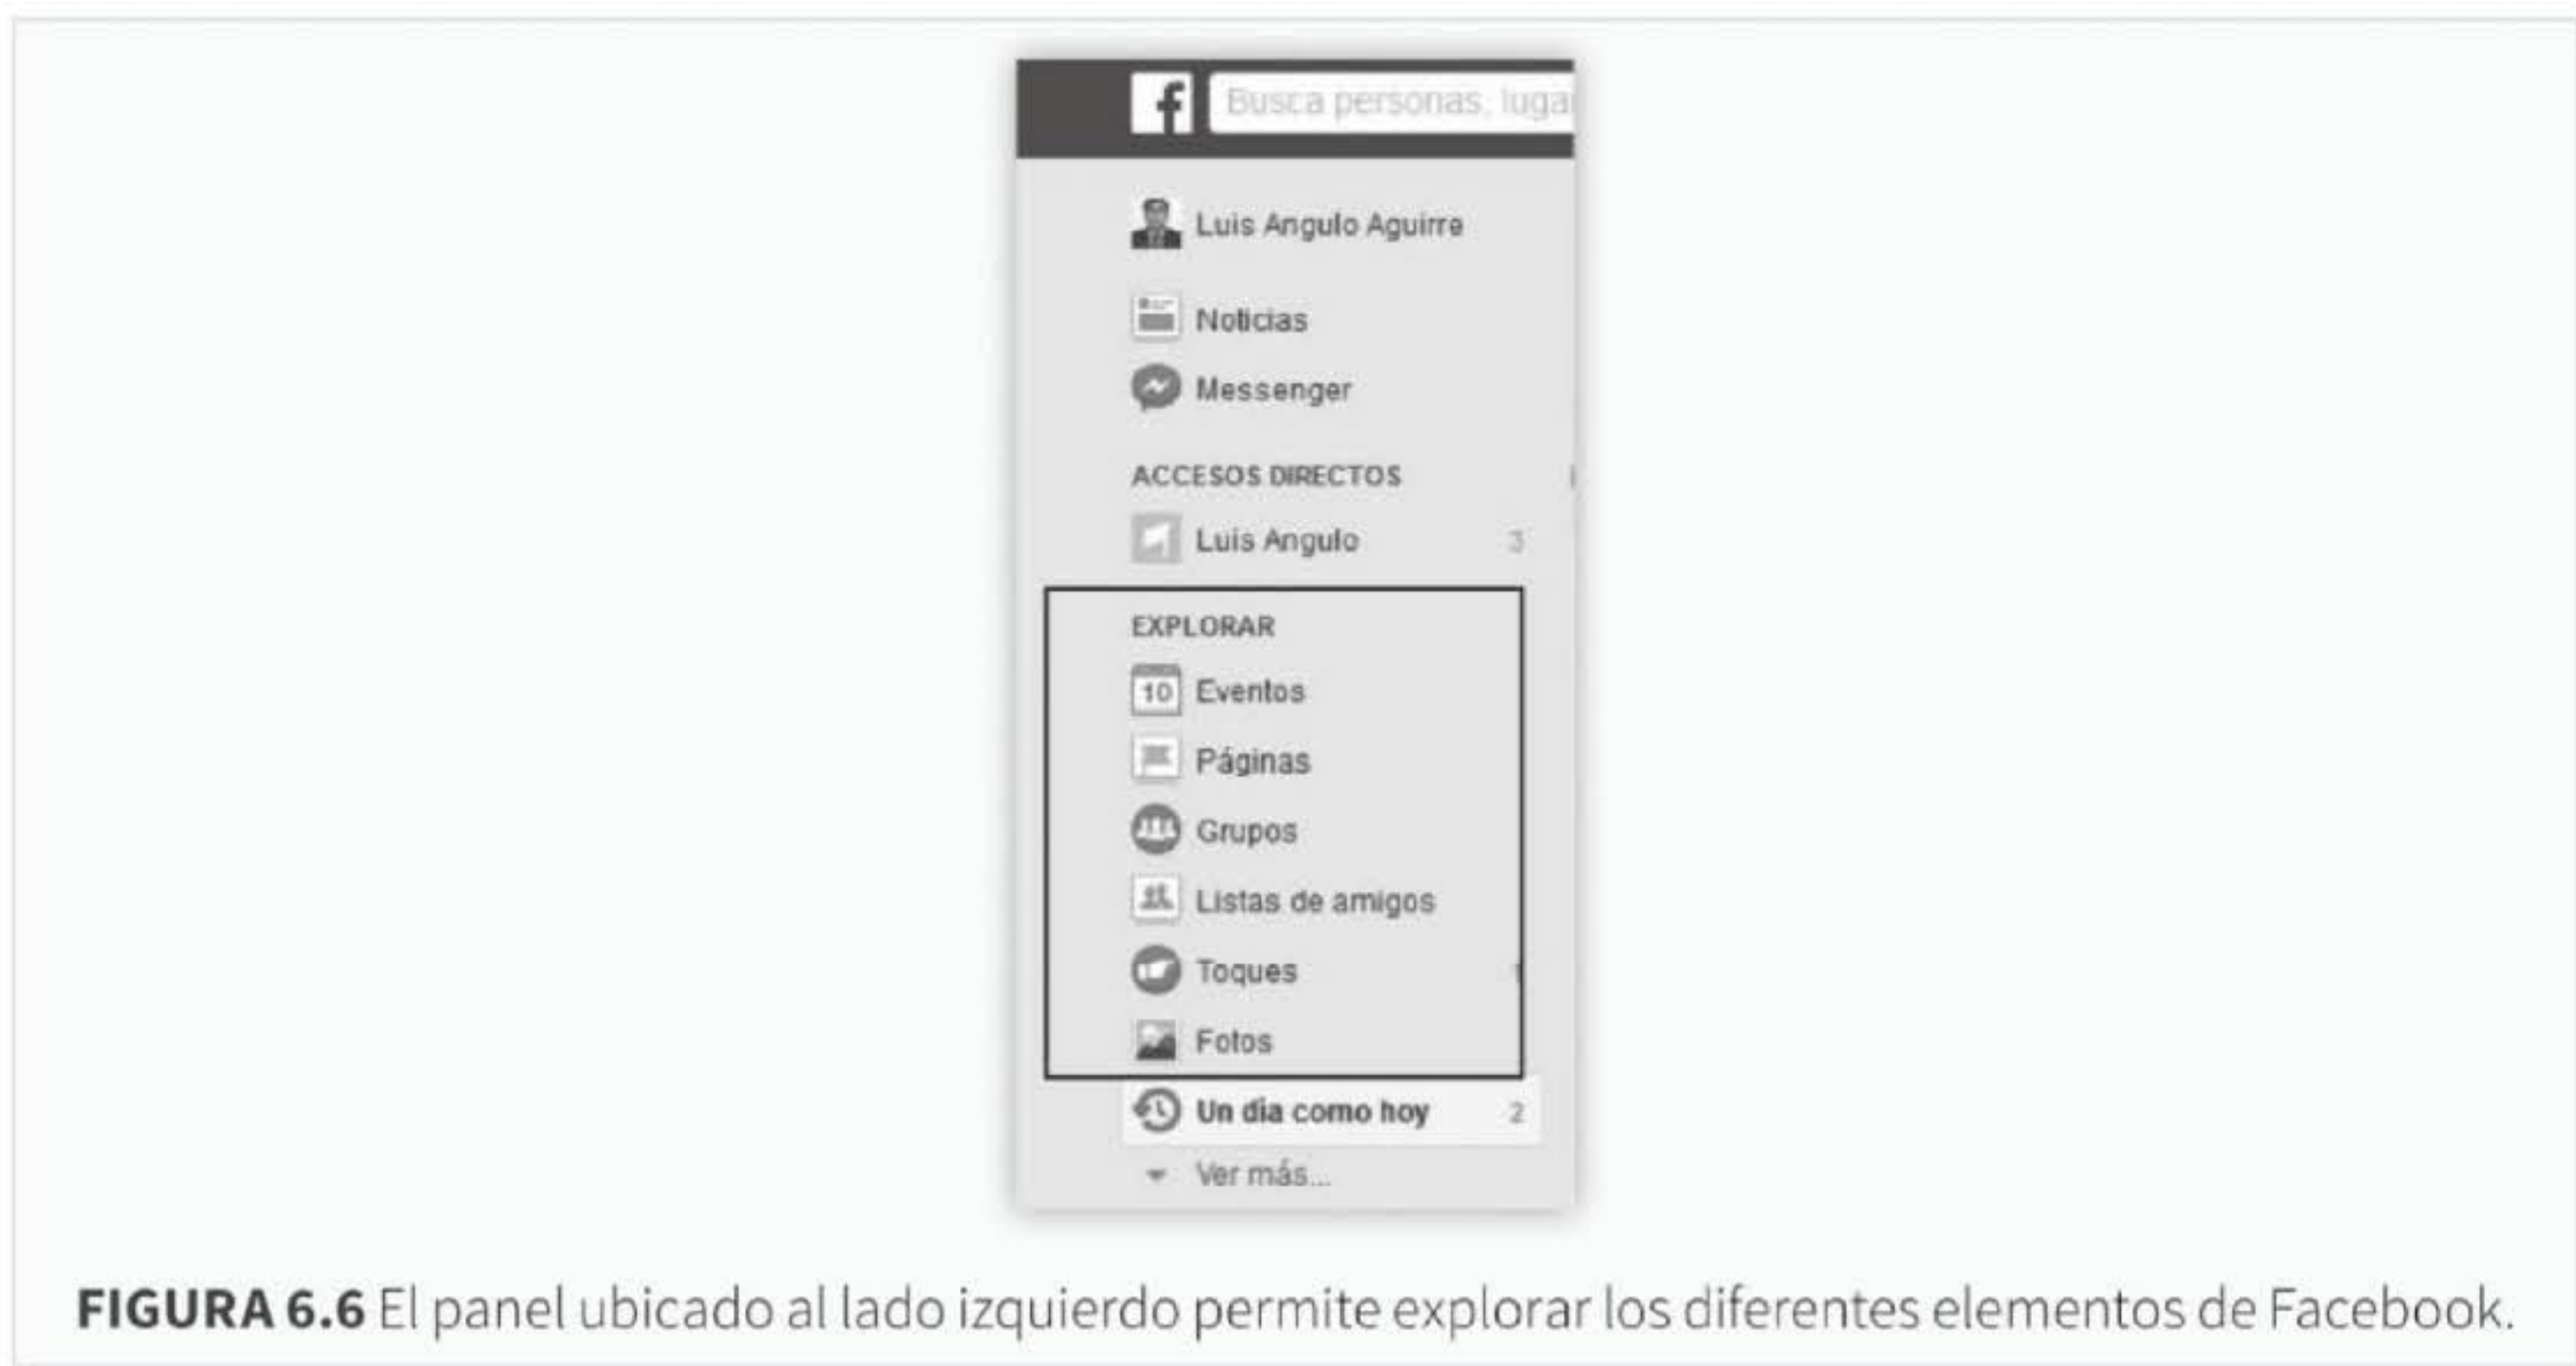 f
Busca personas, luga
Luis Angulo Aguirre
Noticias
Messenger
ACCESOS DIRECTOS
Luis Angulo 3
EXPLORAR
10 Eventos
Páginas
Grupos
Listas de amigos
Toques 1
Fotos
Un día como hoy 2
Ver más...
FIGURA 6.6 El panel ubicado al lado izquierdo permite explorar los diferentes elementos de Facebook.